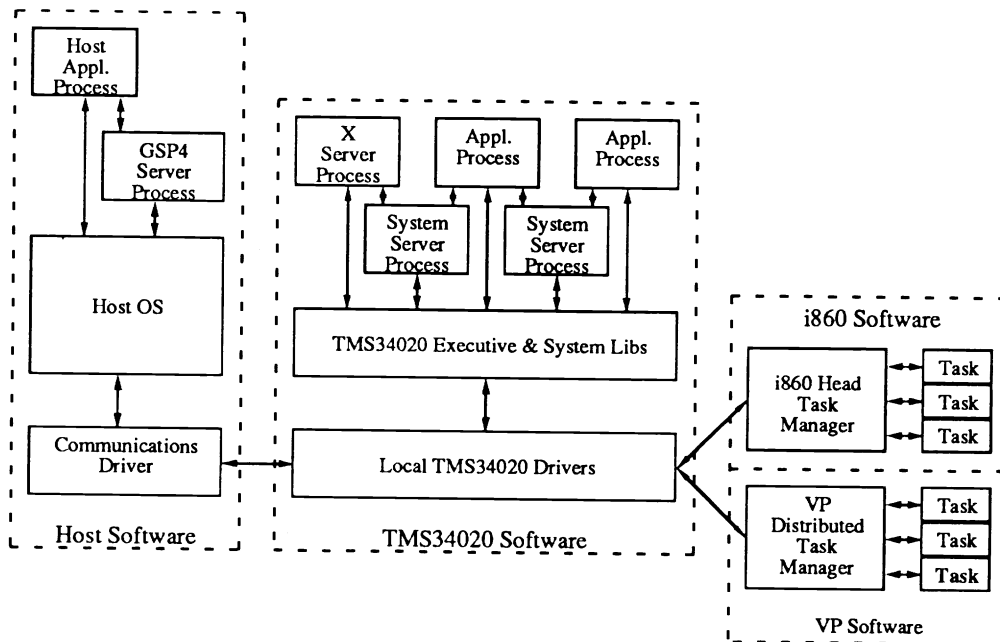 Host
Appl.
Process
GSP4
Server
Process
Host OS
Communications
Driver
Host Software
X
Server
Process
Appl.
Process
Appl.
Process
System
Server
Process
System
Server
Process
TMS34020 Executive & System Libs
Local TMS34020 Drivers
TMS34020 Software
i860 Software
i860 Head
Task
Manager
Task
Task
Task
VP
Distributed
Task
Manager
Task
Task
Task
VP Software